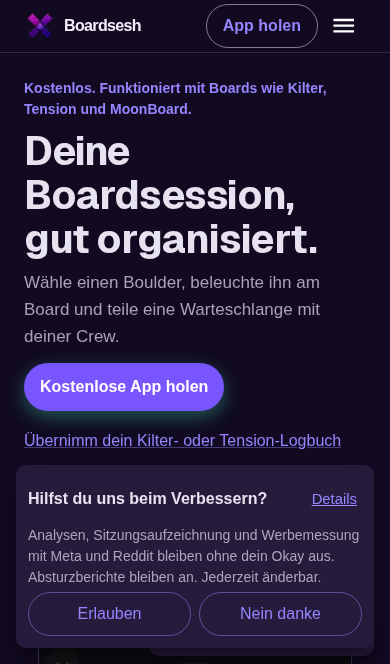 Boardsesh
App holen
Kostenlos. Funktioniert mit Boards wie Kilter,
Tension und MoonBoard.
Deine
Boardsession,
gut organisiert.
Wähle einen Boulder, beleuchte ihn am
Board und teile eine Warteschlange mit
deiner Crew.
Kostenlose App holen
Übernimm dein Kilter- oder Tension-Logbuch
Hilfst du uns beim Verbessern?
Details
Analysen, Sitzungsaufzeichnung und Werbemessung
mit Meta und Reddit bleiben ohne dein Okay aus.
Absturzberichte bleiben an. Jederzeit änderbar.
Erlauben
Nein danke